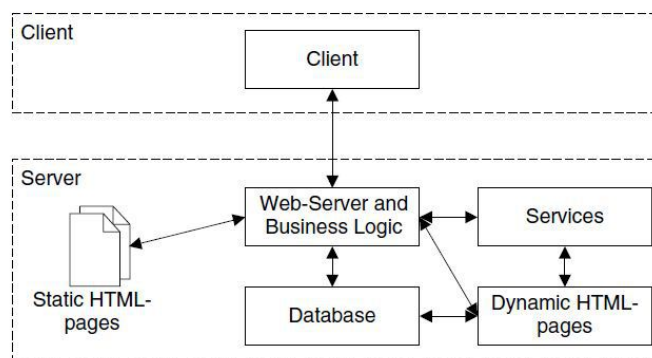 Client
Client
Server
Web-Server and
Business Logic
Services
Static HTML-
pages
Database
Dynamic HTML-
pages